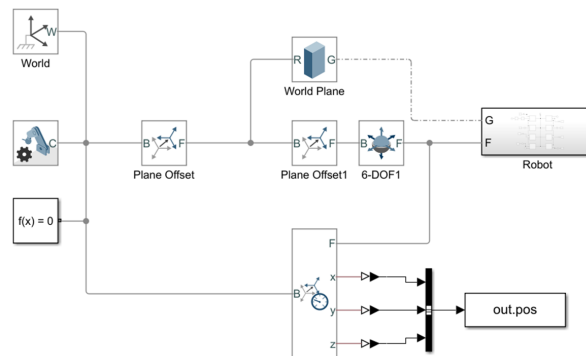 W
World
R
G
World Plane
C
B
F
Plane Offset
B
F
Plane Offset1
B
F
6-DOF1
G
F
Robot
f(x) = 0
F
B
x
y
z
out.pos